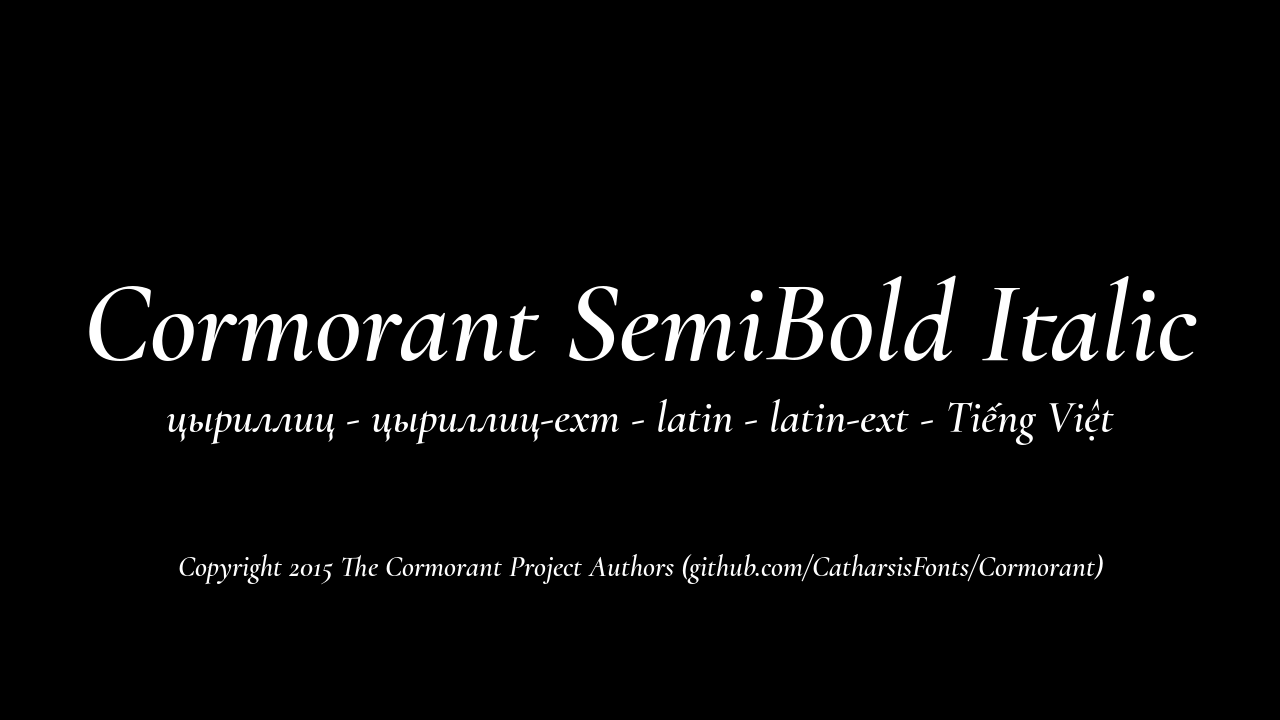 Cormorant SemiBold Italic
цыриллиц - цыриллиц-ext - latin - latin-ext - Tiếng Việt
Copyright 2015 The Cormorant Project Authors (github.com/CatharsisFonts/Cormorant)